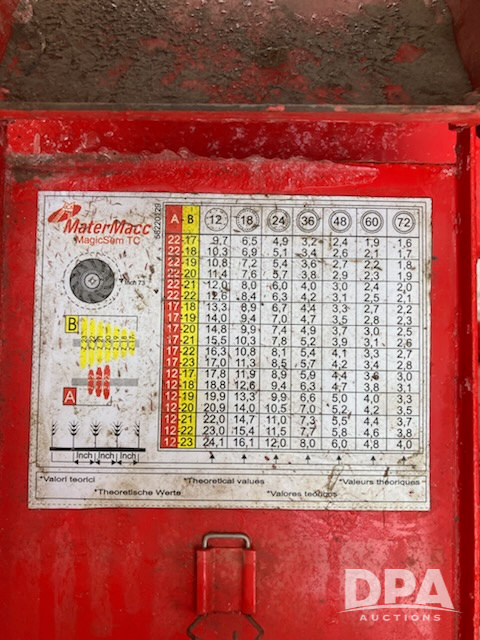 MaterMacc
MagicSem TC
68220129
A - B 12 18 24 36 48 60 72
22-17 9,7 6,5 4,9 3,2 2,4 1,9 1,6
22-18 10,3 6,9 5,1 3,4 2,6 2,1 1,7
22-19 10,8 7,2 5,4 3,6 2,7 2,2 1,8
22-20 11,4 7,6 5,7 3,8 2,9 2,3 1,9
22-21 12,0 8,0 6,0 4,0 3,0 2,4 2,0
22-22 12,6 8,4 6,3 4,2 3,1 2,5 2,1
17-18 13,3 8,9 6,7 4,4 3,3 2,7 2,2
17-19 14,0 9,4 7,0 4,7 3,5 2,8 2,3
17-20 14,8 9,9 7,4 4,9 3,7 3,0 2,5
17-21 15,5 10,3 7,8 5,2 3,9 3,1 2,6
17-22 16,3 10,8 8,1 5,4 4,1 3,3 2,7
17-23 17,0 11,3 8,5 5,7 4,2 3,4 2,8
12-17 17,8 11,9 8,9 5,9 4,4 3,6 3,0
12-18 18,8 12,6 9,4 6,3 4,7 3,8 3,1
12-19 19,9 13,3 9,9 6,6 5,0 4,0 3,3
12-20 20,9 14,0 10,5 7,0 5,2 4,2 3,5
12-21 22,0 14,7 11,0 7,3 5,5 4,4 3,7
12-22 23,0 15,4 11,5 7,7 5,8 4,6 3,8
12-23 24,1 16,1 12,0 8,0 6,0 4,8 4,0
B
A
Inch Inch Inch
*Valori teorici *Theoretical values *Valeurs théoriques
*Theoretische Werte *Valores teóricos
DPA
AUCTIONS